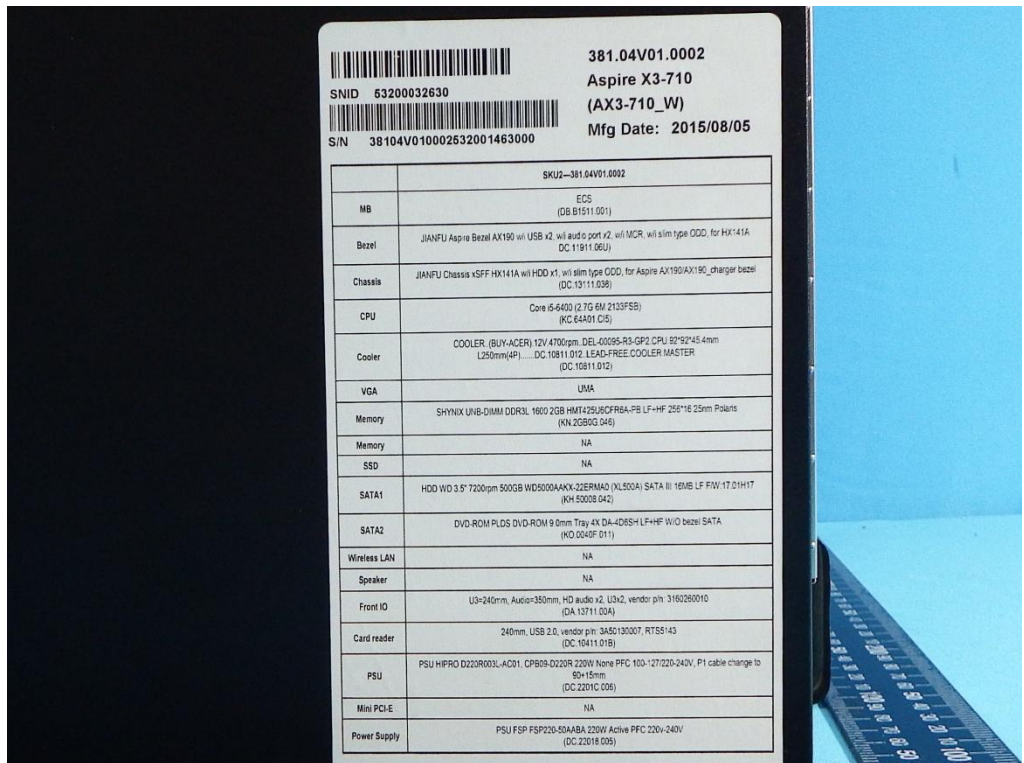 381.04V01.0002
Aspire X3-710
(AX3-710_W)
Mfg Date: 2015/08/05
SNID 53200032630
S/N 38104V010002532001463000
SKU2—381.04V01.0002
MB
ECS
(DB.B1511.001)
Bezel
JIANFU Aspire Bezel AX190 w/i USB x2, w/i audio port x2, w/i MCR, w/i slim type ODD, for HX141A
DC.11911.06U)
Chassis
JIANFU Chassis xSFF HX141A w/i HDD x1, w/i slim type ODD, for Aspire AX190/AX190_charger bezel
(DC.13111.038)
CPU
Core i5-6400 (2.7G 6M 2133FSB)
(KC.64A01.CI5)
Cooler
COOLER..(BUY-ACER).12V.4700rpm..DEL-00095-R3-GP2.CPU.92*92*45.4mm
L250mm(4P)......DC.10811.012..LEAD-FREE.COOLER MASTER
(DC.10811.012)
VGA
UMA
Memory
SHYNIX UNB-DIMM DDR3L 1600 2GB HMT425U6CFR6A-PB LF+HF 256*16 25nm Polaris
(KN.2GB0G.046)
Memory
NA
SSD
NA
SATA1
HDD WD 3.5" 7200rpm 500GB WD5000AAKX-22ERMA0 (XL500A) SATA III 16MB LF F/W:17.01H17
(KH.50008.042)
SATA2
DVD-ROM PLDS DVD-ROM 9.0mm Tray 4X DA-4D6SH LF+HF W/O bezel SATA
(KO.0040F.011)
Wireless LAN
NA
Speaker
NA
Front IO
U3=240mm, Audio=350mm, HD audio x2, U3x2, vendor p/n: 3160260010
(DA.13711.00A)
Card reader
240mm, USB 2.0, vendor p/n: 3A50130007, RTS5143
(DC.10411.01B)
PSU
PSU HIPRO D220R003L-AC01, CPB09-D220R 220W None PFC 100-127/220-240V, P1 cable change to
90+15mm
(DC.2201C.006)
Mini PCI-E
NA
Power Supply
PSU FSP FSP220-50AABA 220W Active PFC 220v-240V
(DC.22018.005)